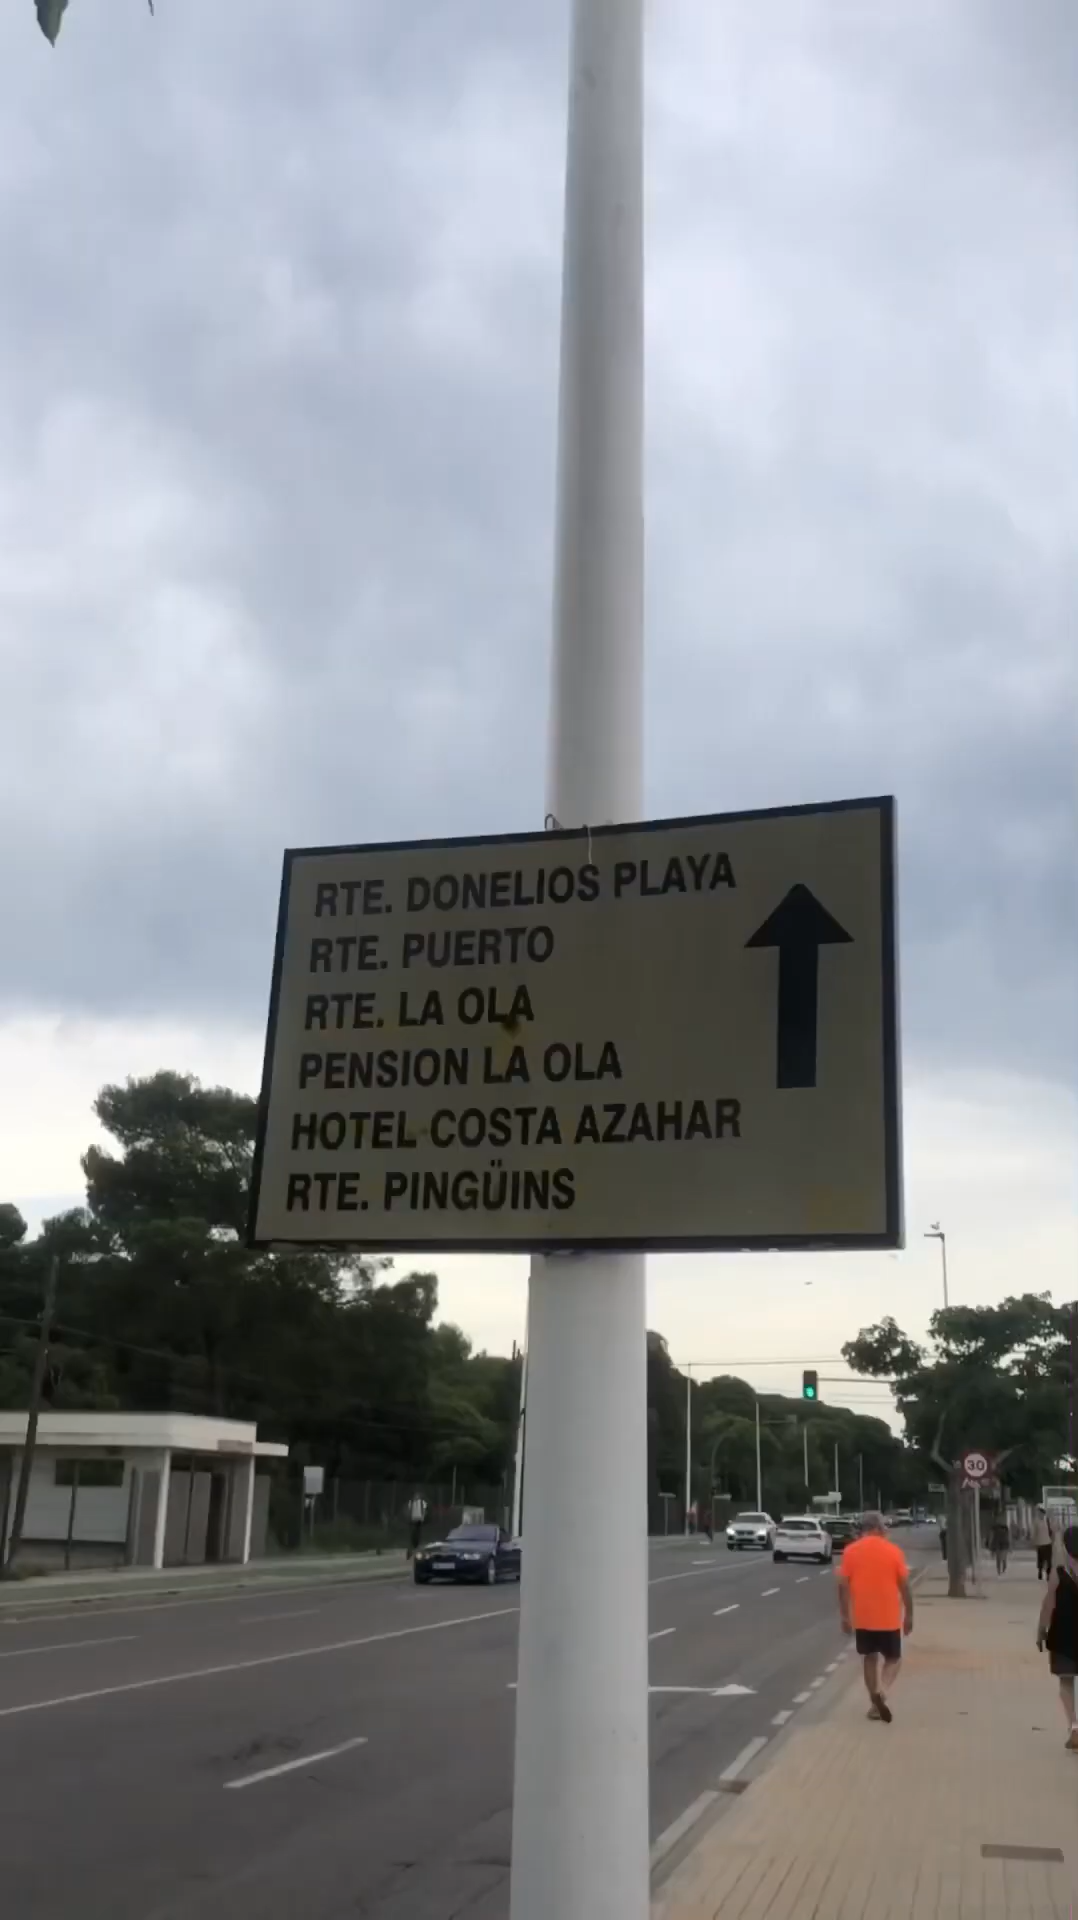 RTE. DONELIOS PLAYA
RTE. PUERTO
RTE. LA OLA
PENSION LA OLA
HOTEL COSTA AZAHAR
RTE. PINGÜINS
30